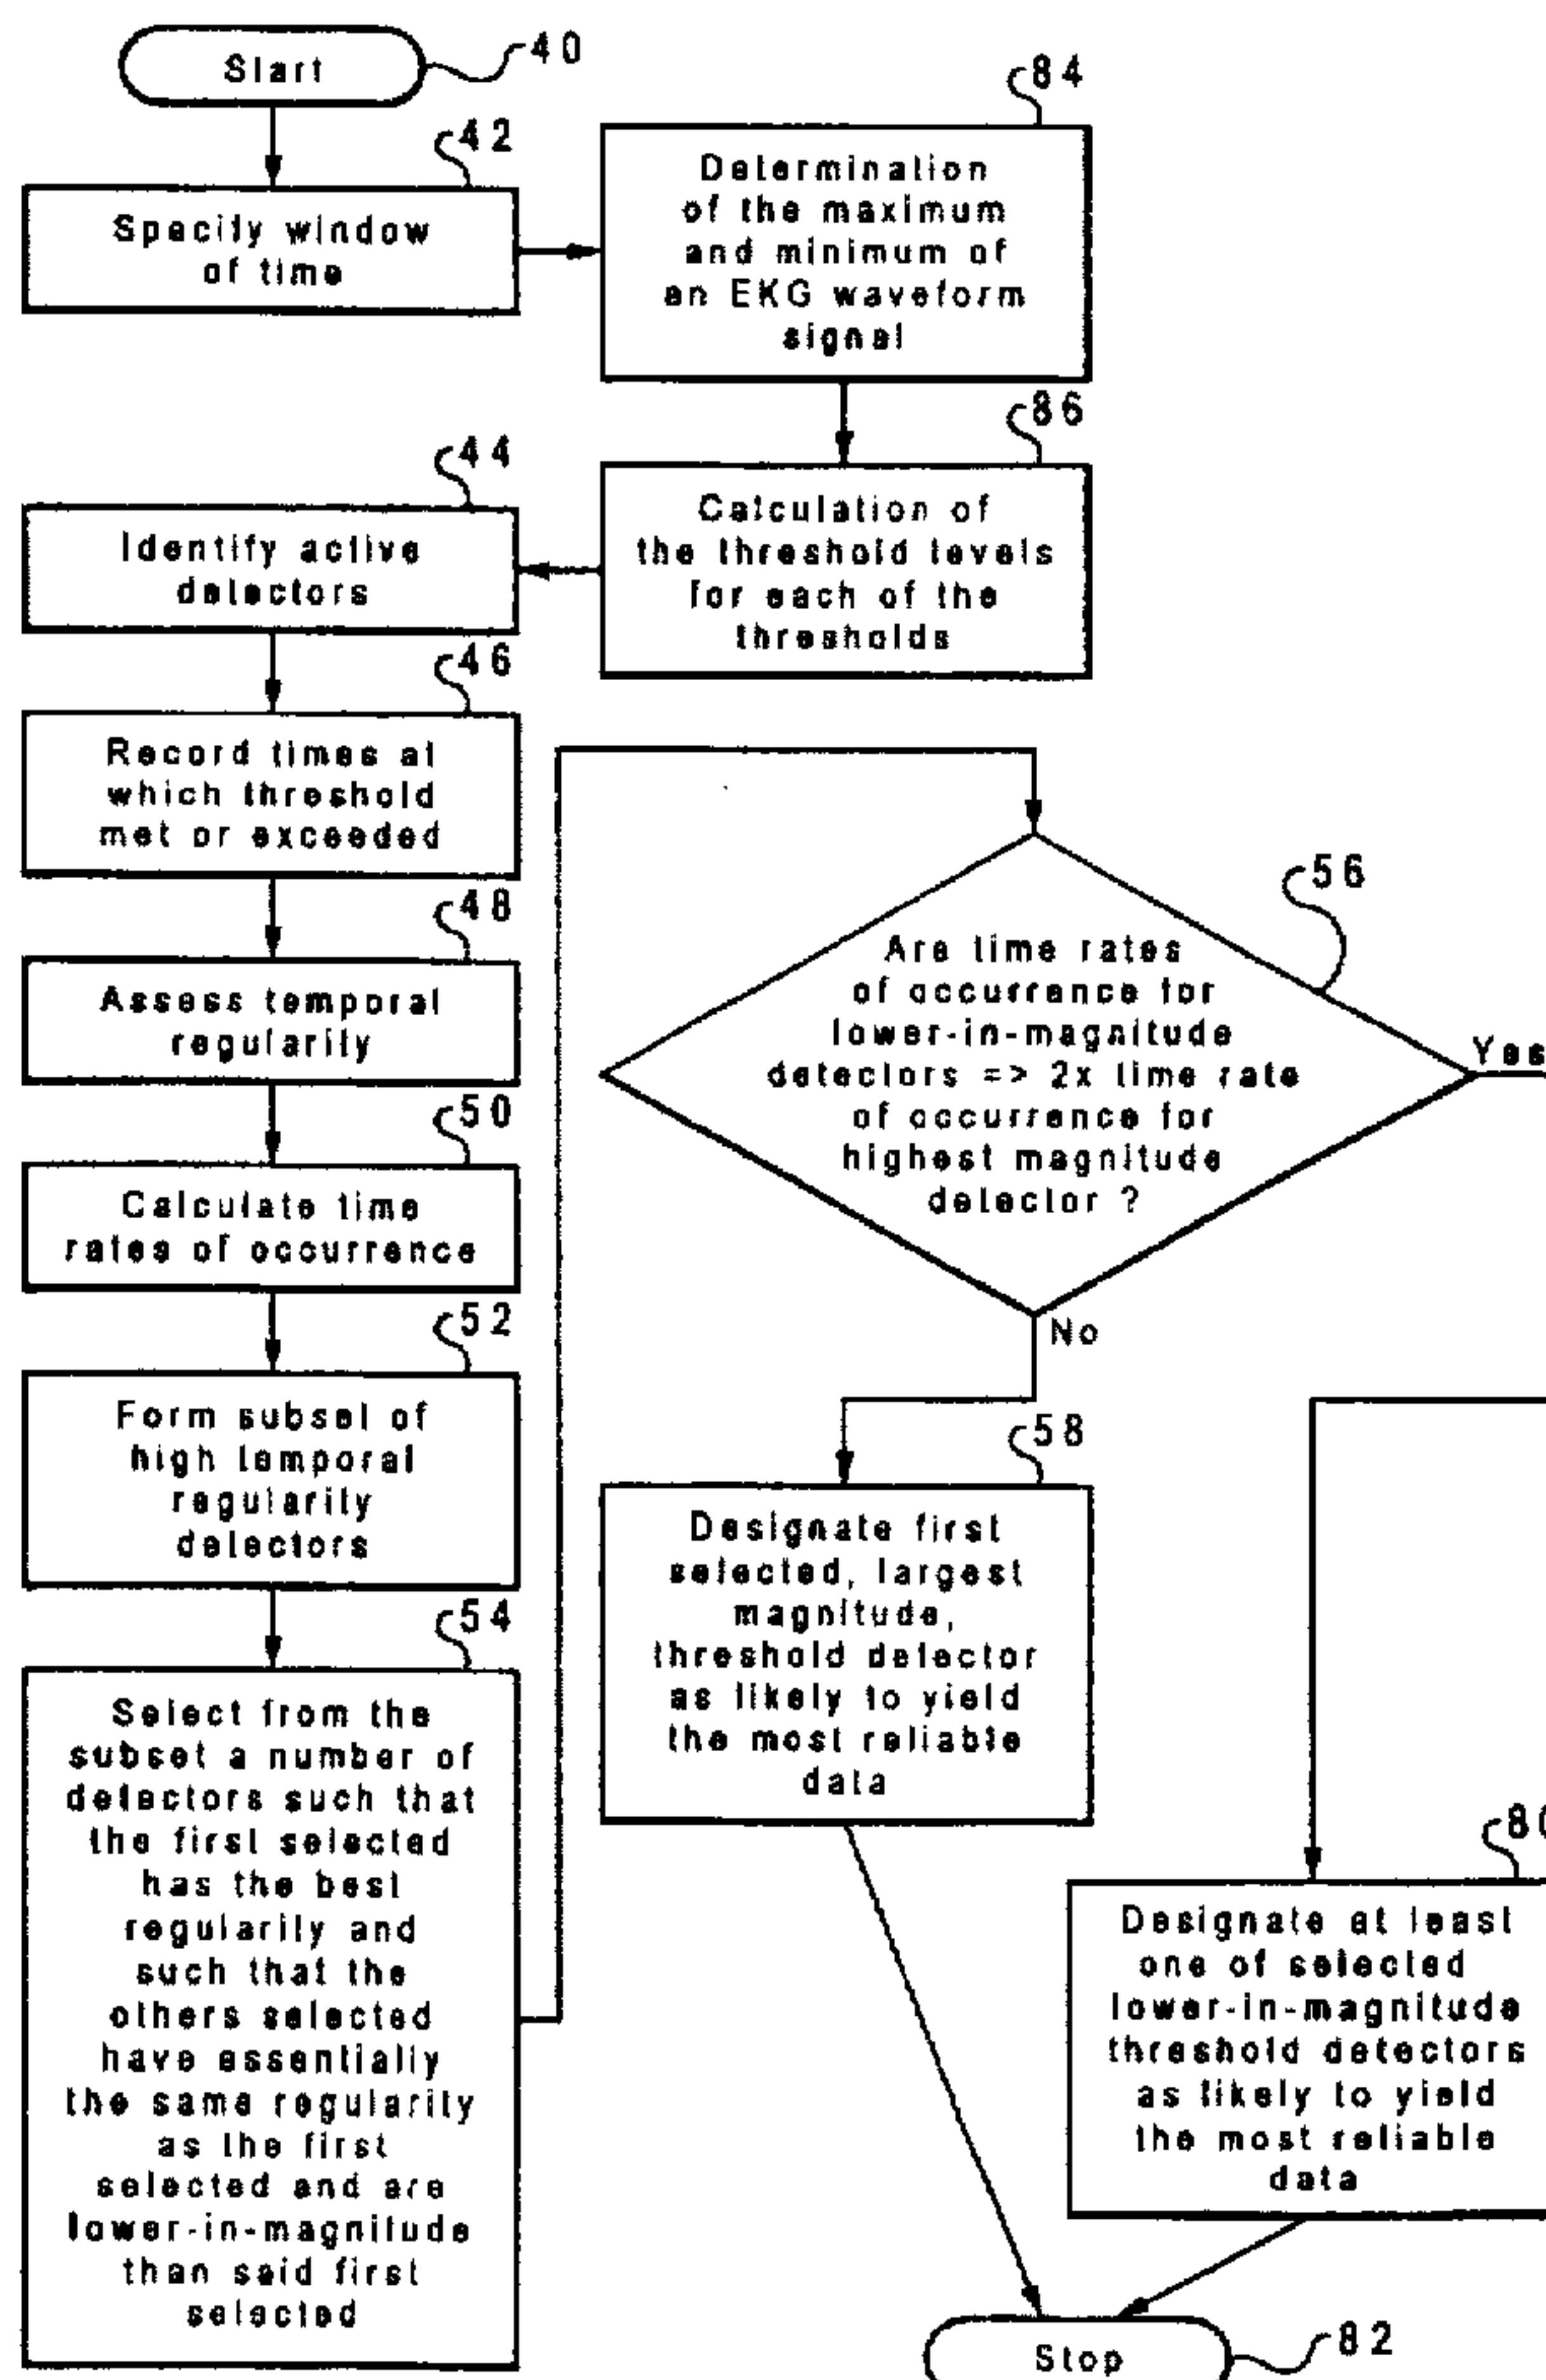 Start
40
42
Specify window
of time
84
Determination
of the maximum
and minimum of
an EKG waveform
signal
86
Calculation of
the threshold levels
for each of the
thresholds
44
Identify active
detectors
46
Record times at
which threshold
met or exceeded
48
Assess temporal
regularity
50
Calculate time
rates of occurrence
52
Form subset of
high temporal
regularity
detectors
54
Select from the
subset a number of
detectors such that
the first selected
has the best
regularity and
such that the
others selected
have essentially
the same regularity
as the first
selected and are
lower-in-magnitude
than said first
selected
56
Are time rates
of occurrence for
lower-in-magnitude
detectors => 2x time rate
of occurrence for
highest magnitude
detector ?
Yes
No
58
Designate first
selected, largest
magnitude,
threshold detector
as likely to yield
the most reliable
data
80
Designate at least
one of selected
lower-in-magnitude
threshold detectors
as likely to yield
the most reliable
data
Stop
82